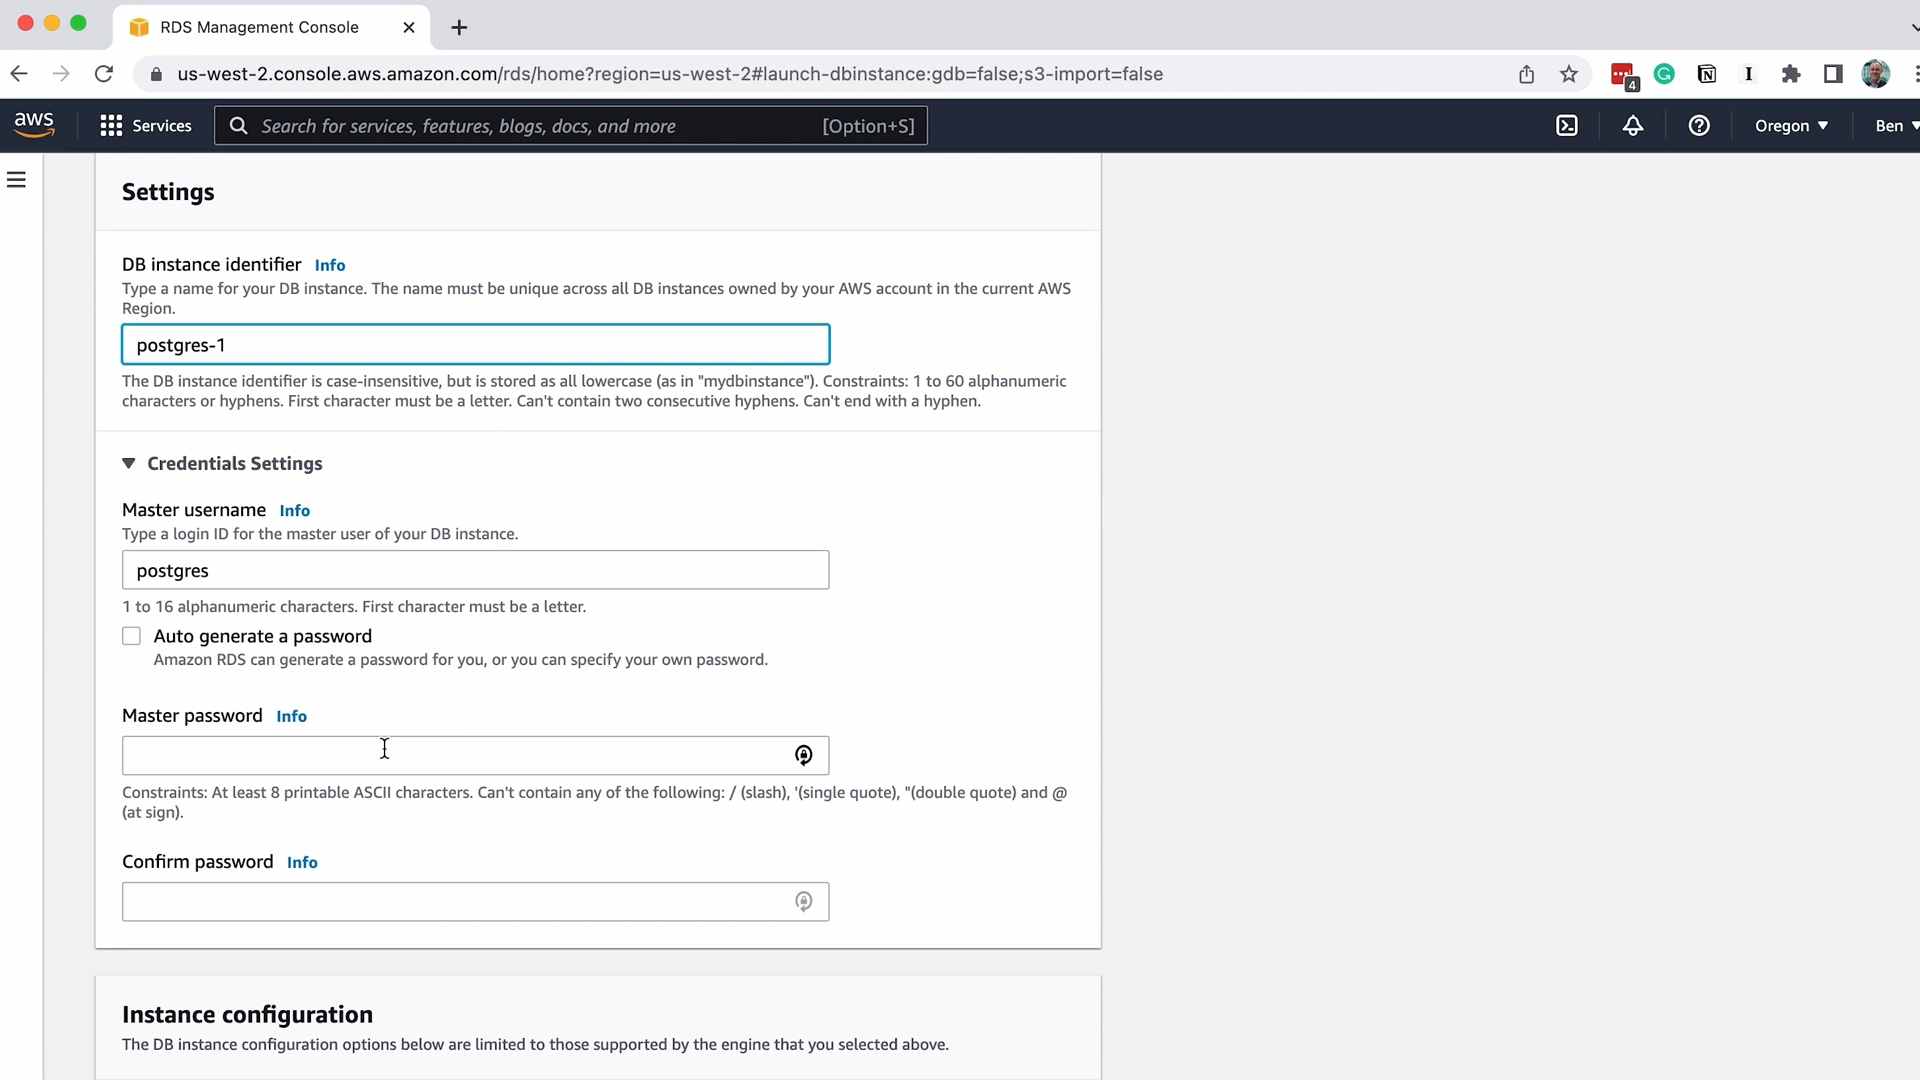 RDS Management Console
us-west-2.console.aws.amazon.com/rds/home?region=us-west-2#launch-dbinstance:gdb=false;s3-import=false
4
aws
Services
Search for services, features, blogs, docs, and more
[Option+S]
Oregon
Ben
Settings
DB instance identifier Info
Type a name for your DB instance. The name must be unique across all DB instances owned by your AWS account in the current AWS
Region.
postgres-1
The DB instance identifier is case-insensitive, but is stored as all lowercase (as in "mydbinstance"). Constraints: 1 to 60 alphanumeric
characters or hyphens. First character must be a letter. Can't contain two consecutive hyphens. Can't end with a hyphen.
Credentials Settings
Master username Info
Type a login ID for the master user of your DB instance.
postgres
1 to 16 alphanumeric characters. First character must be a letter.
Auto generate a password
Amazon RDS can generate a password for you, or you can specify your own password.
Master password Info
Constraints: At least 8 printable ASCII characters. Can't contain any of the following: / (slash), '(single quote), "(double quote) and @
(at sign).
Confirm password Info
Instance configuration
The DB instance configuration options below are limited to those supported by the engine that you selected above.